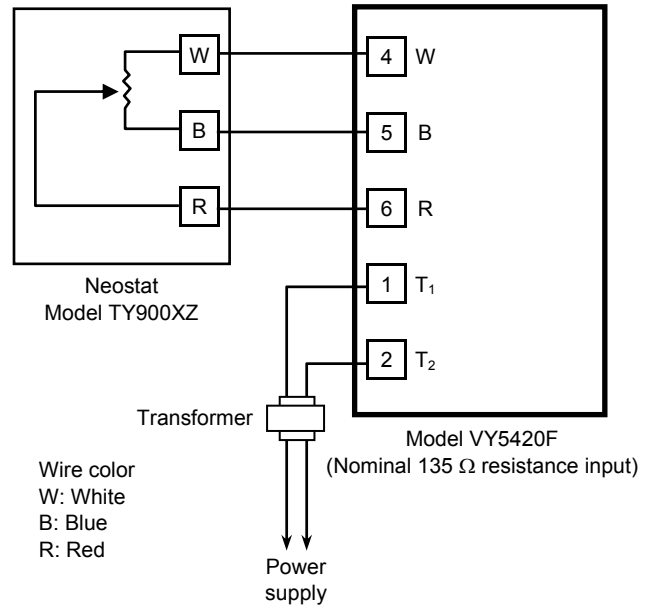 W
4 W
B
5 B
R
6 R
Neostat
Model TY900XZ
1 T₁
2 T₂
Transformer
Model VY5420F
(Nominal 135 Ω resistance input)
Wire color
W: White
B: Blue
R: Red
Power
supply